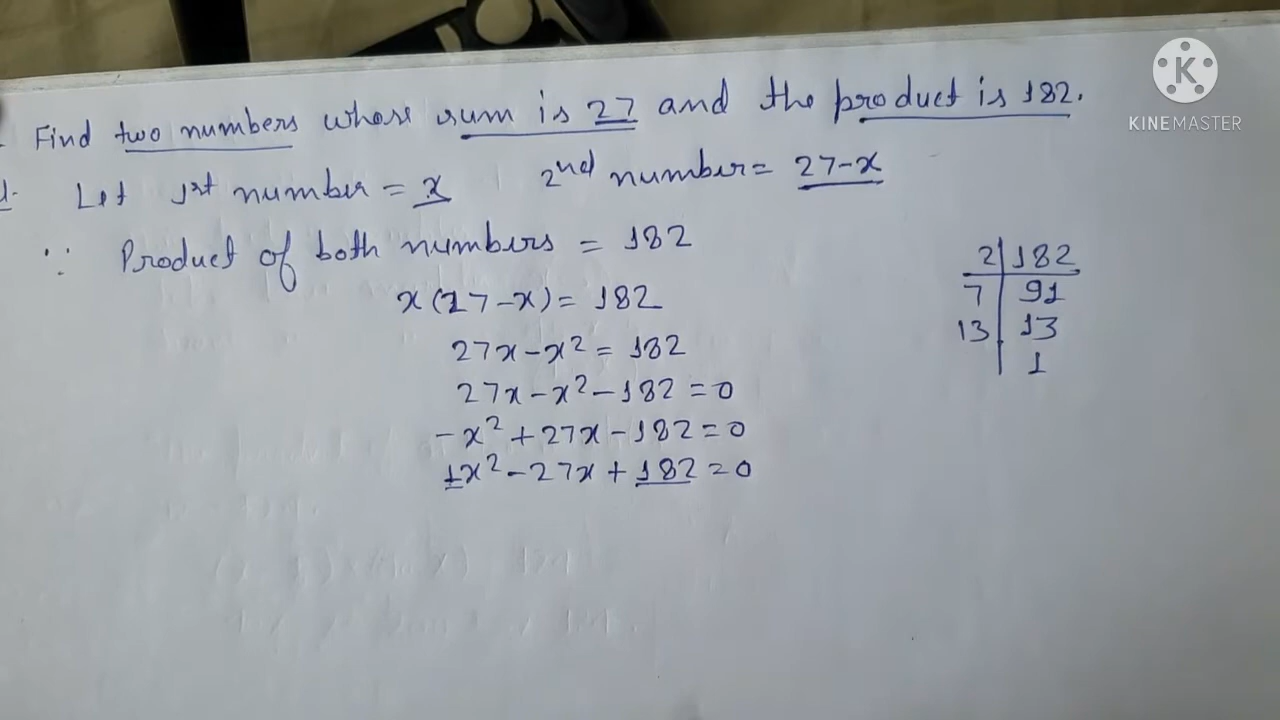 Find two numbers whose sum is 27 and the product is 182.
Let 1st number = x 2nd number = 27-x
∵ Product of both numbers = 182
x(27-x) = 182
27x-x² = 182
27x-x²-182 = 0
-x²+27x-182 = 0
1x²-27x+182 = 0
2|182
7|91
13|13
1
K
KINEMASTER